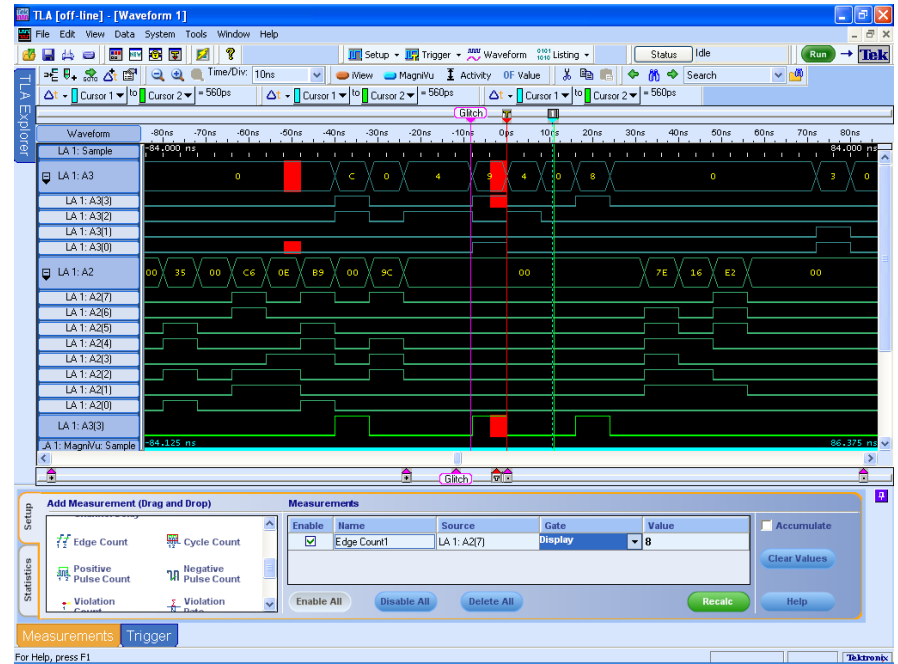 TLA [off-line] - [Waveform 1]
File Edit View Data System Tools Window Help
Setup Trigger Waveform Listing Status Idle Run Tek
Time/Div: 10ns iView MagniVu Activity 0F Value Search
Cursor 1 to Cursor 2 = 560ps Cursor 1 to Cursor 2 = 560ps Cursor 1 to Cursor 2 = 560ps
TLA Explorer
Glitch
Waveform -80ns -70ns -60ns -50ns -40ns -30ns -20ns -10ns 0ps 10ns 20ns 30ns 40ns 50ns 60ns 70ns 80ns
LA 1: Sample -84.000 ns 84.000 ns
LA 1: A3 0 C 0 4 9 4 0 8 0 3 0
LA 1: A3(3)
LA 1: A3(2)
LA 1: A3(1)
LA 1: A3(0)
LA 1: A2 00 35 00 C6 0E B9 00 9C 00 7E 16 E2 00
LA 1: A2(7)
LA 1: A2(6)
LA 1: A2(5)
LA 1: A2(4)
LA 1: A2(3)
LA 1: A2(2)
LA 1: A2(1)
LA 1: A2(0)
LA 1: A3(3)
A 1: MagniVu: Sample -84.125 ns 86.375 ns
Glitch
Setup
Statistics
Add Measurement (Drag and Drop)
Edge Count Cycle Count
Positive Pulse Count Negative Pulse Count
Violation Violation
Measurements
Enable Name Source Gate Value
Edge Count1 LA 1: A2(7) Display 8
Enable All Disable All Delete All Recalc
Accumulate
Clear Values
Help
Measurements Trigger
For Help, press F1 Tektronix